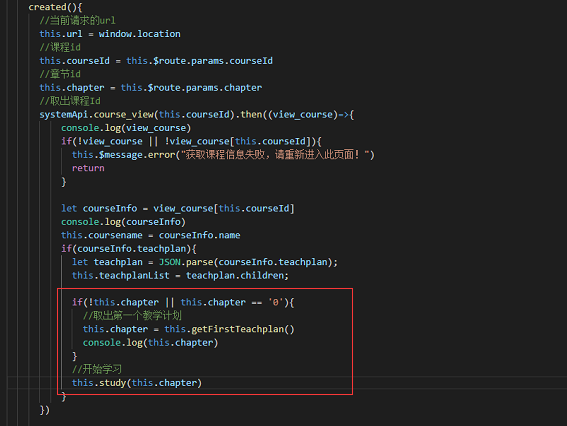 created(){
//当前请求的url
this.url = window.location
//课程id
this.courseId = this.$route.params.courseId
//章节id
this.chapter = this.$route.params.chapter
//取出课程Id
systemApi.course_view(this.courseId).then((view_course)=>{
console.log(view_course)
if(!view_course || !view_course[this.courseId]){
this.$message.error("获取课程信息失败，请重新进入此页面！")
return
}
let courseInfo = view_course[this.courseId]
console.log(courseInfo)
this.coursename = courseInfo.name
if(courseInfo.teachplan){
let teachplan = JSON.parse(courseInfo.teachplan);
this.teachplanList = teachplan.children;
if(!this.chapter || this.chapter == '0'){
//取出第一个教学计划
this.chapter = this.getFirstTeachplan()
console.log(this.chapter)
}
//开始学习
this.study(this.chapter)
}
})